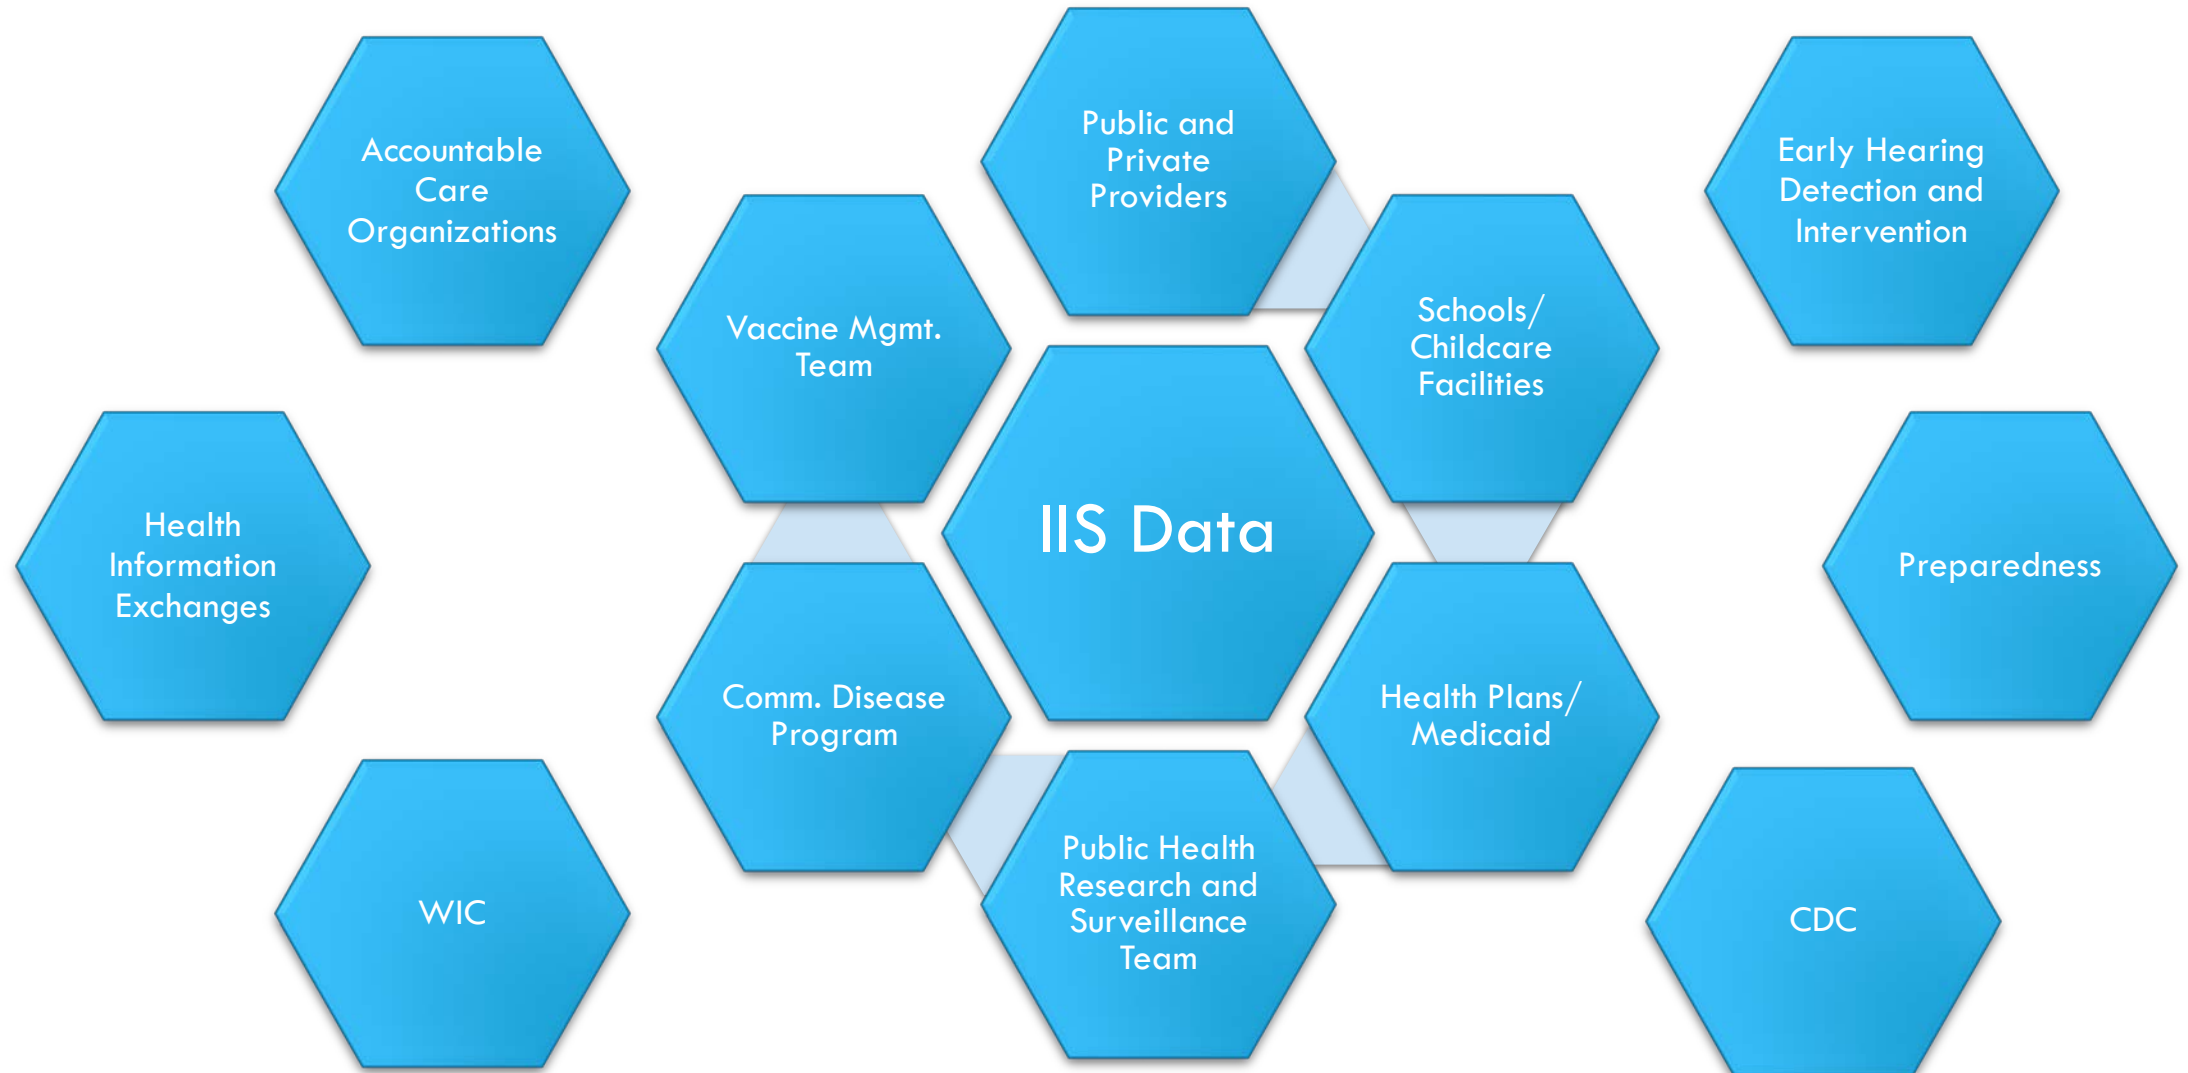 Accountable
Care
Organizations
Public and
Private
Providers
Early Hearing
Detection and
Intervention
Vaccine Mgmt.
Team
Schools/
Childcare
Facilities
Health
Information
Exchanges
IIS Data
Preparedness
Comm. Disease
Program
Health Plans/
Medicaid
WIC
Public Health
Research and
Surveillance
Team
CDC